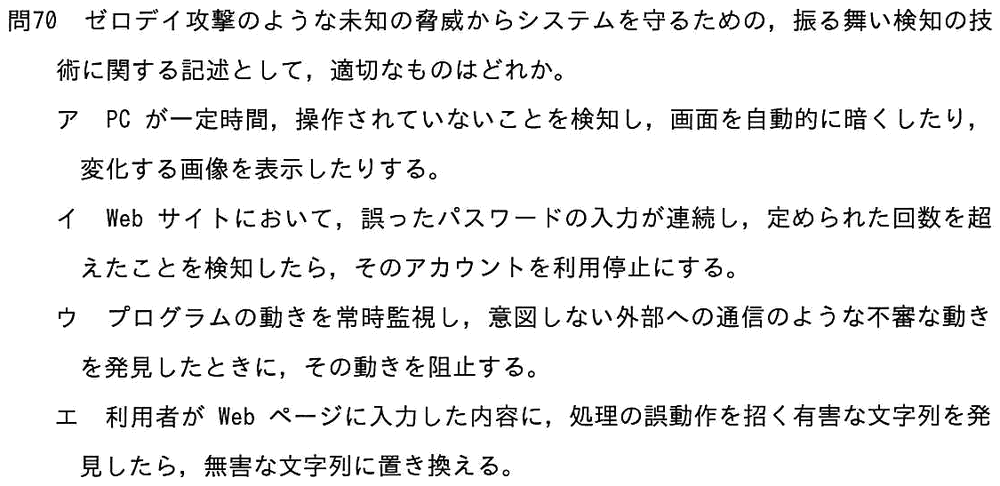 問70 ゼロデイ攻撃のような未知の脅威からシステムを守るための，振る舞い検知の技
術に関する記述として，適切なものはどれか。
ア PC が一定時間，操作されていないことを検知し，画面を自動的に暗くしたり，
変化する画像を表示したりする。
イ Web サイトにおいて，誤ったパスワードの入力が連続し，定められた回数を超
えたことを検知したら，そのアカウントを利用停止にする。
ウ プログラムの動きを常時監視し，意図しない外部への通信のような不審な動き
を発見したときに，その動きを阻止する。
エ 利用者が Web ページに入力した内容に，処理の誤動作を招く有害な文字列を発
見したら，無害な文字列に置き換える。